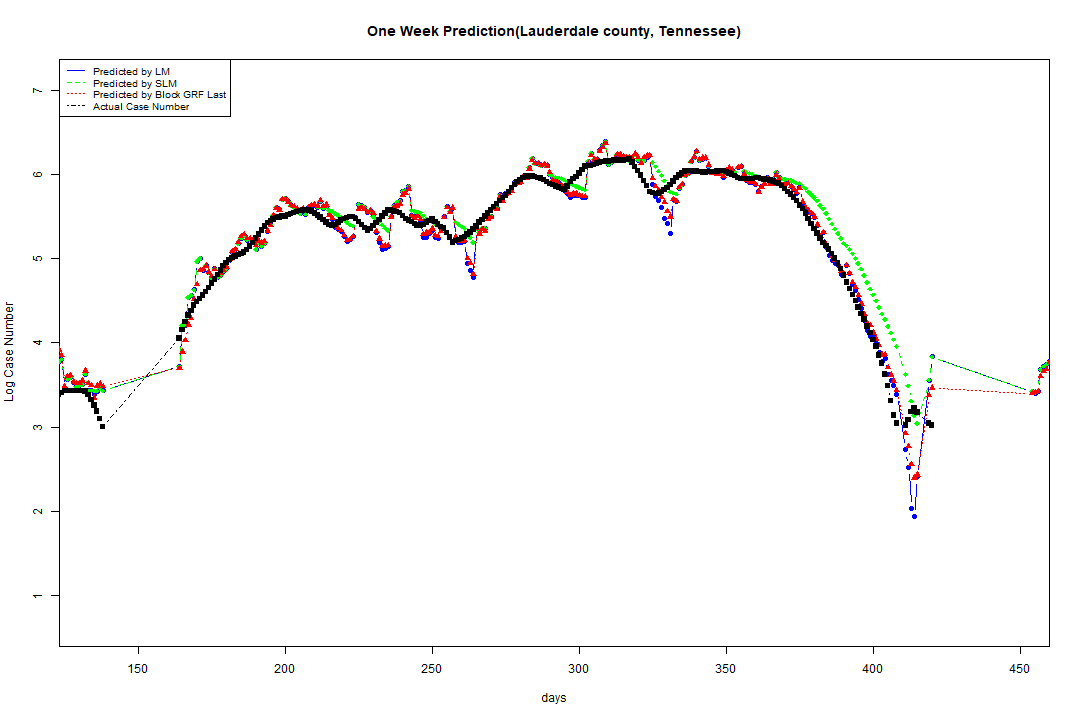 One Week Prediction(Lauderdale county, Tennessee)
Predicted by LM
Predicted by SLM
Predicted by Block GRF Last
Actual Case Number
7
6
5
4
3
2
1
Log Case Number
150 200 250 300 350 400 450
days